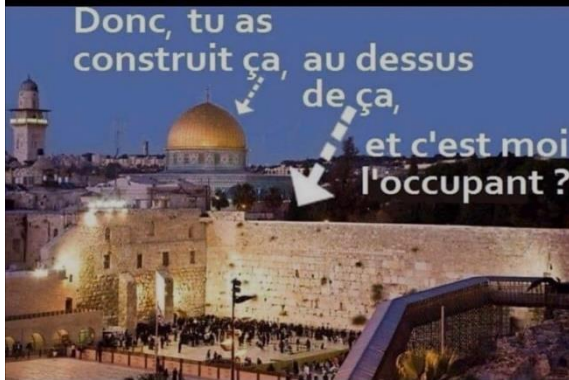 Donc, tu as
construit ça, au dessus
de ça,
et c'est moi
l'occupant ?